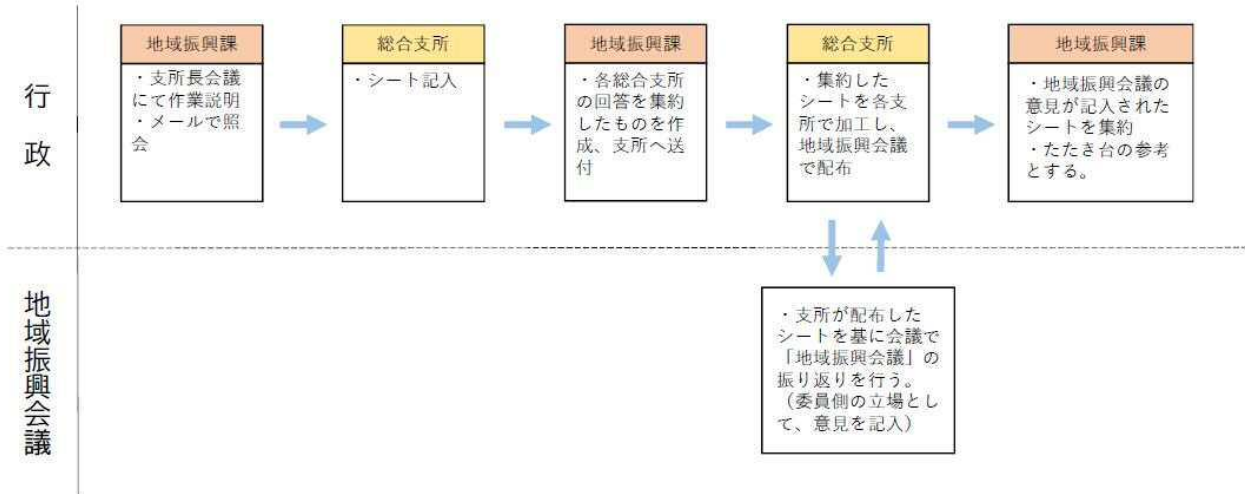 行政
地域振興課
・支所長会議
にて作業説明
・メールで照
会
総合支所
・シート記入
地域振興課
・各総合支所
の回答を集約
したものを作
成、支所へ送
付
総合支所
・集約した
シートを各支
所で加工し、
地域振興会議
で配布
地域振興課
・地域振興会議の
意見が記入された
シートを集約
・たたき台の参考
とする。
地域振興会議
・支所が配布した
シートを基に会議で
「地域振興会議」の
振り返りを行う。
（委員側の立場とし
て、意見を記入）